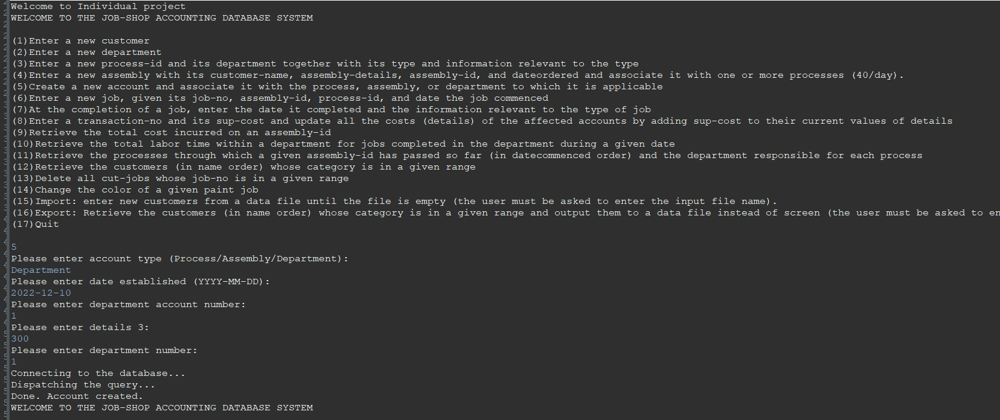 Welcome to Individual project
WELCOME TO THE JOB-SHOP ACCOUNTING DATABASE SYSTEM
(1)Enter a new customer
(2)Enter a new department
(3)Enter a new process-id and its department together with its type and information relevant to the type
(4)Enter a new assembly with its customer-name, assembly-details, assembly-id, and dateordered and associate it with one or more processes (40/day).
(5)Create a new account and associate it with the process, assembly, or department to which it is applicable
(6)Enter a new job, given its job-no, assembly-id, process-id, and date the job commenced
(7)At the completion of a job, enter the date it completed and the information relevant to the type of job
(8)Enter a transaction-no and its sup-cost and update all the costs (details) of the affected accounts by adding sup-cost to their current values of details
(9)Retrieve the total cost incurred on an assembly-id
(10)Retrieve the total labor time within a department for jobs completed in the department during a given date
(11)Retrieve the processes through which a given assembly-id has passed so far (in datecommenced order) and the department responsible for each process
(12)Retrieve the customers (in name order) whose category is in a given range
(13)Delete all cut-jobs whose job-no is in a given range
(14)Change the color of a given paint job
(15)Import: enter new customers from a data file until the file is empty (the user must be asked to enter the input file name).
(16)Export: Retrieve the customers (in name order) whose category is in a given range and output them to a data file instead of screen (the user must be asked to en
(17)Quit
5
Please enter account type (Process/Assembly/Department):
Department
Please enter date established (YYYY-MM-DD):
2022-12-10
Please enter department account number:
1
Please enter details 3:
300
Please enter department number:
1
Connecting to the database...
Dispatching the query...
Done. Account created.
WELCOME TO THE JOB-SHOP ACCOUNTING DATABASE SYSTEM